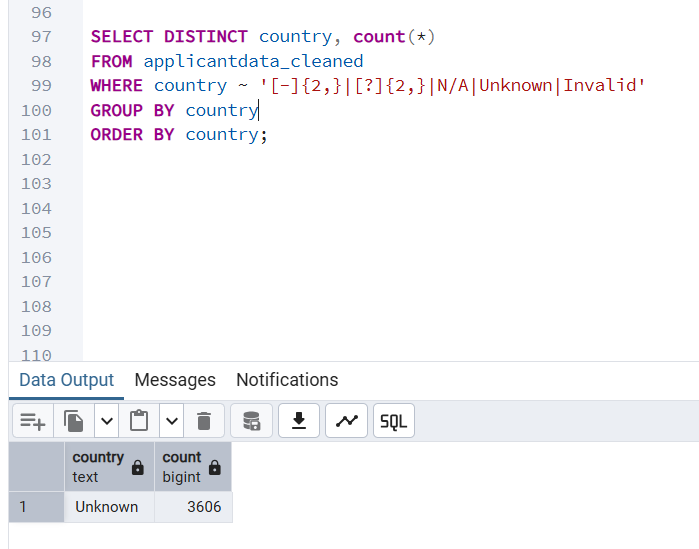 96
97 SELECT DISTINCT country, count(*)
98 FROM applicantdata_cleaned
99 WHERE country ~ '[-]{2,}|[?]{2,}|N/A|Unknown|Invalid'
100 GROUP BY country
101 ORDER BY country;
102
103
104
105
106
107
108
109
110
Data Output Messages Notifications
SQL
country count
text bigint
1 Unknown 3606